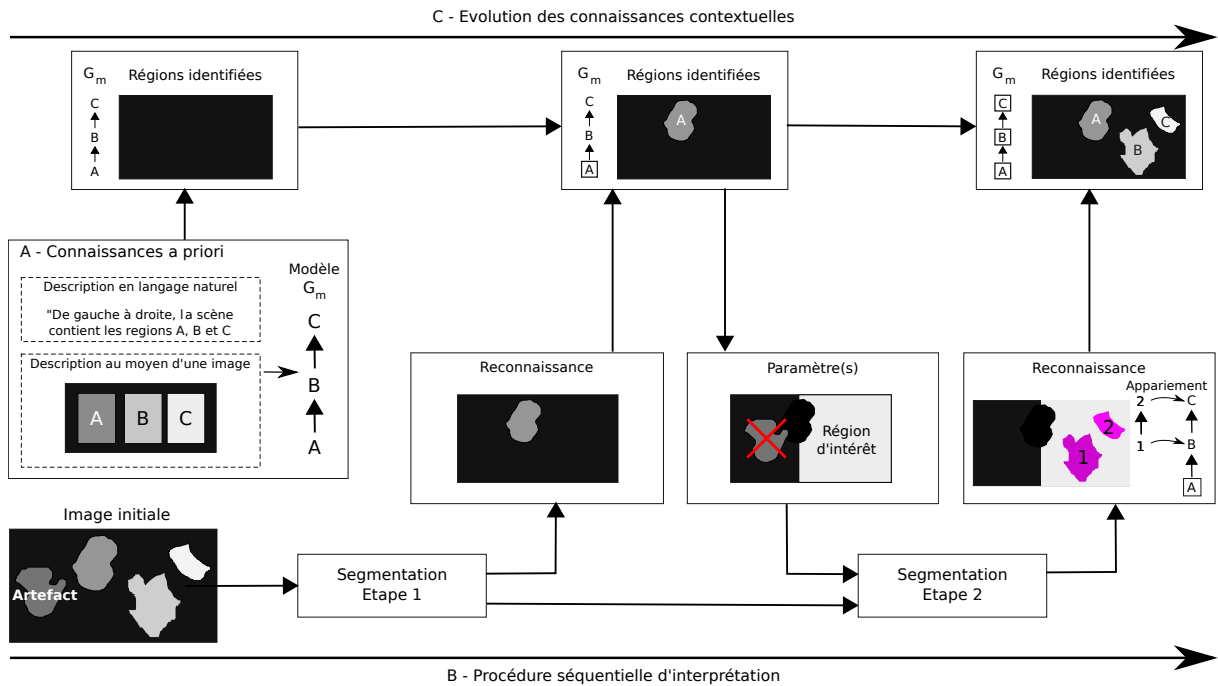 C - Evolution des connaissances contextuelles
G m
Régions identifiées
C
B
A
G m
Régions identifiées
C
B
A
A
G m
Régions identifiées
C
B
A
A
B
C
A - Connaissances a priori
Description en langage naturel
"De gauche à droite, la scène
contient les regions A, B et C
Description au moyen d'une image
A B C
Modèle
G m
C
B
A
Reconnaissance
Paramètre(s)
Région
d'intérêt
Reconnaissance
Appariement
2 C
1 B
A
1
2
Image initiale
Artefact
Segmentation
Etape 1
Segmentation
Etape 2
B - Procédure séquentielle d'interprétation